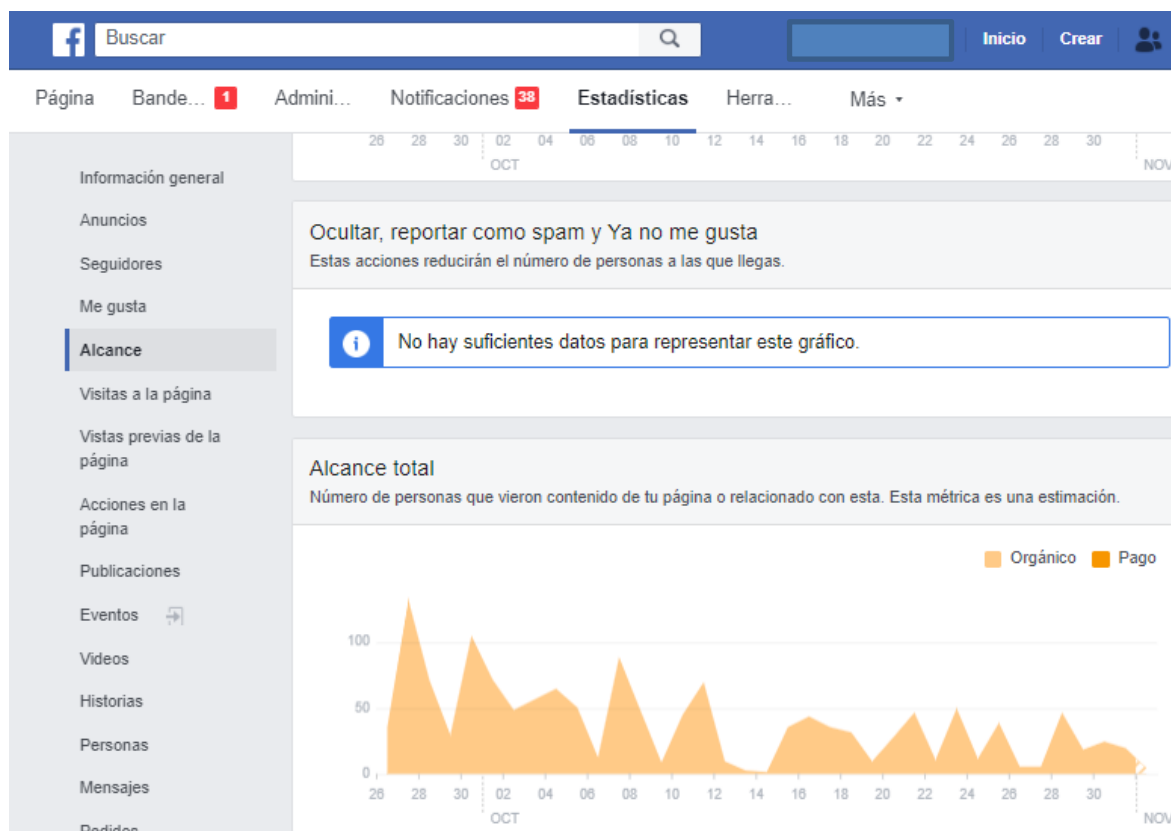 f Buscar Inicio Crear
Página Bande... 1 Admini... Notificaciones 38 Estadísticas Herra... Más
26 28 30 02 04 06 08 10 12 14 16 18 20 22 24 26 28 30
OCT NOV
Información general
Anuncios
Seguidores
Me gusta
Alcance
Visitas a la página
Vistas previas de la
página
Acciones en la
página
Publicaciones
Eventos
Videos
Historias
Personas
Mensajes
Pedidos
Ocultar, reportar como spam y Ya no me gusta
Estas acciones reducirán el número de personas a las que llegas.
i No hay suficientes datos para representar este gráfico.
Alcance total
Número de personas que vieron contenido de tu página o relacionado con esta. Esta métrica es una estimación.
Orgánico Pago
100
50
0
26 28 30 02 04 06 08 10 12 14 16 18 20 22 24 26 28 30
OCT NOV